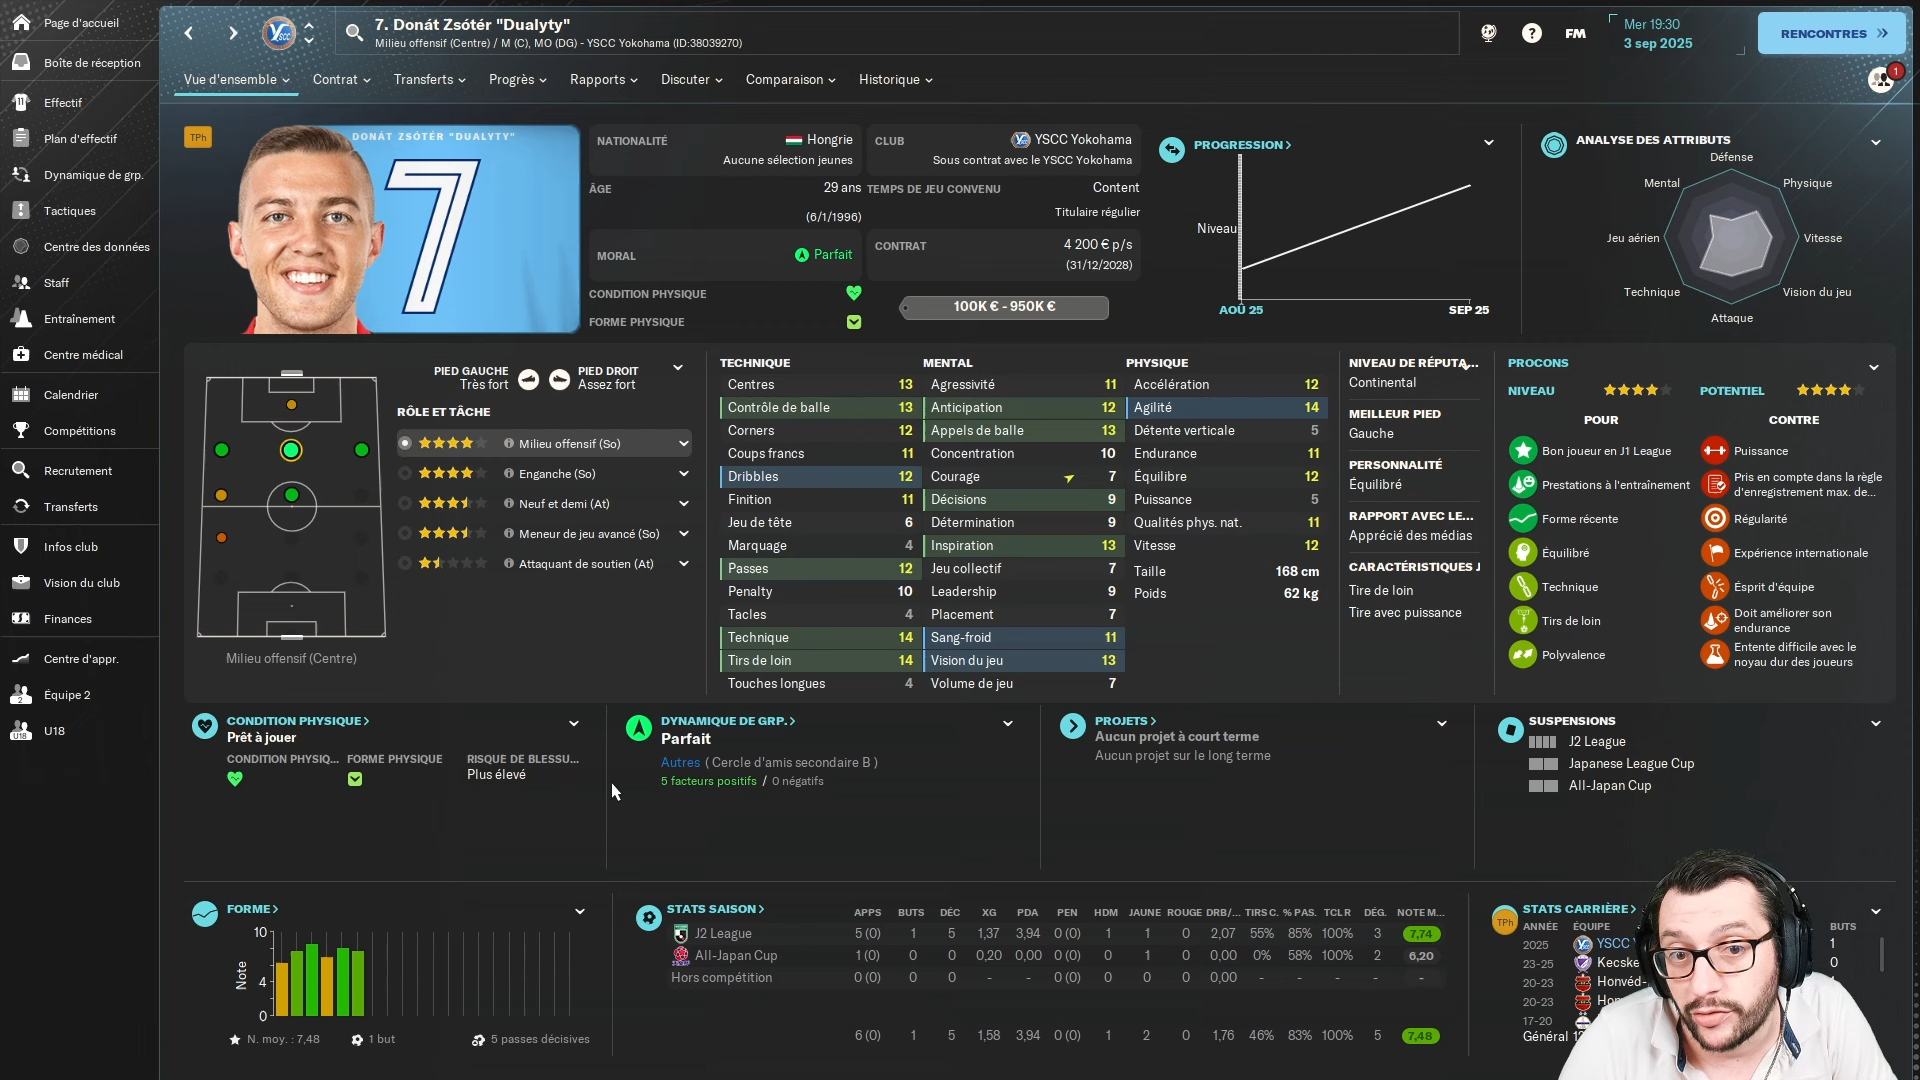 Page d'accueil
Boîte de réception
Effectif
Plan d'effectif
Dynamique de grp.
Tactiques
Centre des données
Staff
Entraînement
Centre médical
Calendrier
Compétitions
Recrutement
Transferts
Infos club
Vision du club
Finances
Centre d'appr.
Équipe 2
U18
7. Donát Zsótér "Dualyty"
Milieu offensif (Centre) / M (C), MO (DG) - YSCC Yokohama (ID:38039270)
FM
Mer 19:30
3 sep 2025
RENCONTRES
1
Vue d'ensemble
Contrat
Transferts
Progrès
Rapports
Discuter
Comparaison
Historique
TPh
DONÁT ZSÓTÉR "DUALYTY"
7
NATIONALITÉ
Hongrie
Aucune sélection jeunes
ÂGE
29 ans
(6/1/1996)
MORAL
Parfait
CONDITION PHYSIQUE
FORME PHYSIQUE
CLUB
YSCC Yokohama
Sous contrat avec le YSCC Yokohama
TEMPS DE JEU CONVENU
Content
Titulaire régulier
CONTRAT
4 200 € p/s
(31/12/2028)
100K € - 950K €
PROGRESSION
Niveau
AOÛ 25
SEP 25
ANALYSE DES ATTRIBUTS
Défense
Mental
Physique
Jeu aérien
Vitesse
Technique
Vision du jeu
Attaque
PIED GAUCHE
Très fort
PIED DROIT
Assez fort
RÔLE ET TÂCHE
Milieu offensif (So)
Enganche (So)
Neuf et demi (At)
Meneur de jeu avancé (So)
Attaquant de soutien (At)
Milieu offensif (Centre)
TECHNIQUE
Centres 13
Contrôle de balle 13
Corners 12
Coups francs 11
Dribbles 12
Finition 11
Jeu de tête 6
Marquage 4
Passes 12
Penalty 10
Tacles 4
Technique 14
Tirs de loin 14
Touches longues 4
MENTAL
Agressivité 11
Anticipation 12
Appels de balle 13
Concentration 10
Courage 7
Décisions 9
Détermination 9
Inspiration 13
Jeu collectif 7
Leadership 9
Placement 7
Sang-froid 11
Vision du jeu 13
Volume de jeu 7
PHYSIQUE
Accélération 12
Agilité 14
Détente verticale 5
Endurance 11
Équilibre 12
Puissance 5
Qualités phys. nat. 11
Vitesse 12
Taille 168 cm
Poids 62 kg
NIVEAU DE RÉPUTA...
Continental
MEILLEUR PIED
Gauche
PERSONNALITÉ
Équilibré
RAPPORT AVEC LE...
Apprécié des médias
CARACTÉRISTIQUES J
Tire de loin
Tire avec puissance
PROCONS
NIVEAU
POTENTIEL
POUR
Bon joueur en J1 League
Prestations à l'entraînement
Forme récente
Équilibré
Technique
Tirs de loin
Polyvalence
CONTRE
Puissance
Pris en compte dans la règle
d'enregistrement max. de...
Régularité
Expérience internationale
Ésprit d'équipe
Doit améliorer son
endurance
Entente difficile avec le
noyau dur des joueurs
CONDITION PHYSIQUE
Prêt à jouer
CONDITION PHYSIQ...
FORME PHYSIQUE
RISQUE DE BLESSU...
Plus élevé
DYNAMIQUE DE GRP.
Parfait
Autres ( Cercle d'amis secondaire B )
5 facteurs positifs / 0 négatifs
PROJETS
Aucun projet à court terme
Aucun projet sur le long terme
SUSPENSIONS
J2 League
Japanese League Cup
All-Japan Cup
FORME
Note
10
4
0
N. moy. : 7,48
1 but
5 passes décisives
STATS SAISON
APPS BUTS DÉC XG PDA PEN HDM JAUNE ROUGE DRB/... TIRS C. % PAS. TCL R DÉG. NOTE M...
J2 League 5 (0) 1 5 1,37 3,94 0 (0) 1 1 0 2,07 55% 85% 100% 3 7,74
All-Japan Cup 1 (0) 0 0 0,20 0,00 0 (0) 0 1 0 0,00 0% 58% 100% 2 6,20
Hors compétition 0 (0) 0 0 - - 0 (0) 0 0 0 0,00 - - - - -
6 (0) 1 5 1,58 3,94 0 (0) 1 2 0 1,76 46% 83% 100% 5 7,48
TPh
STATS CARRIÈRE
ANNÉE ÉQUIPE BUTS
2025 YSCC 1
23-25 Kecske 0
20-23 Honvéd-
20-23
17-20
Général